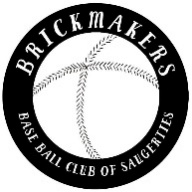 BRICKMAKERS
BASE BALL CLUB OF SAUGERTIES